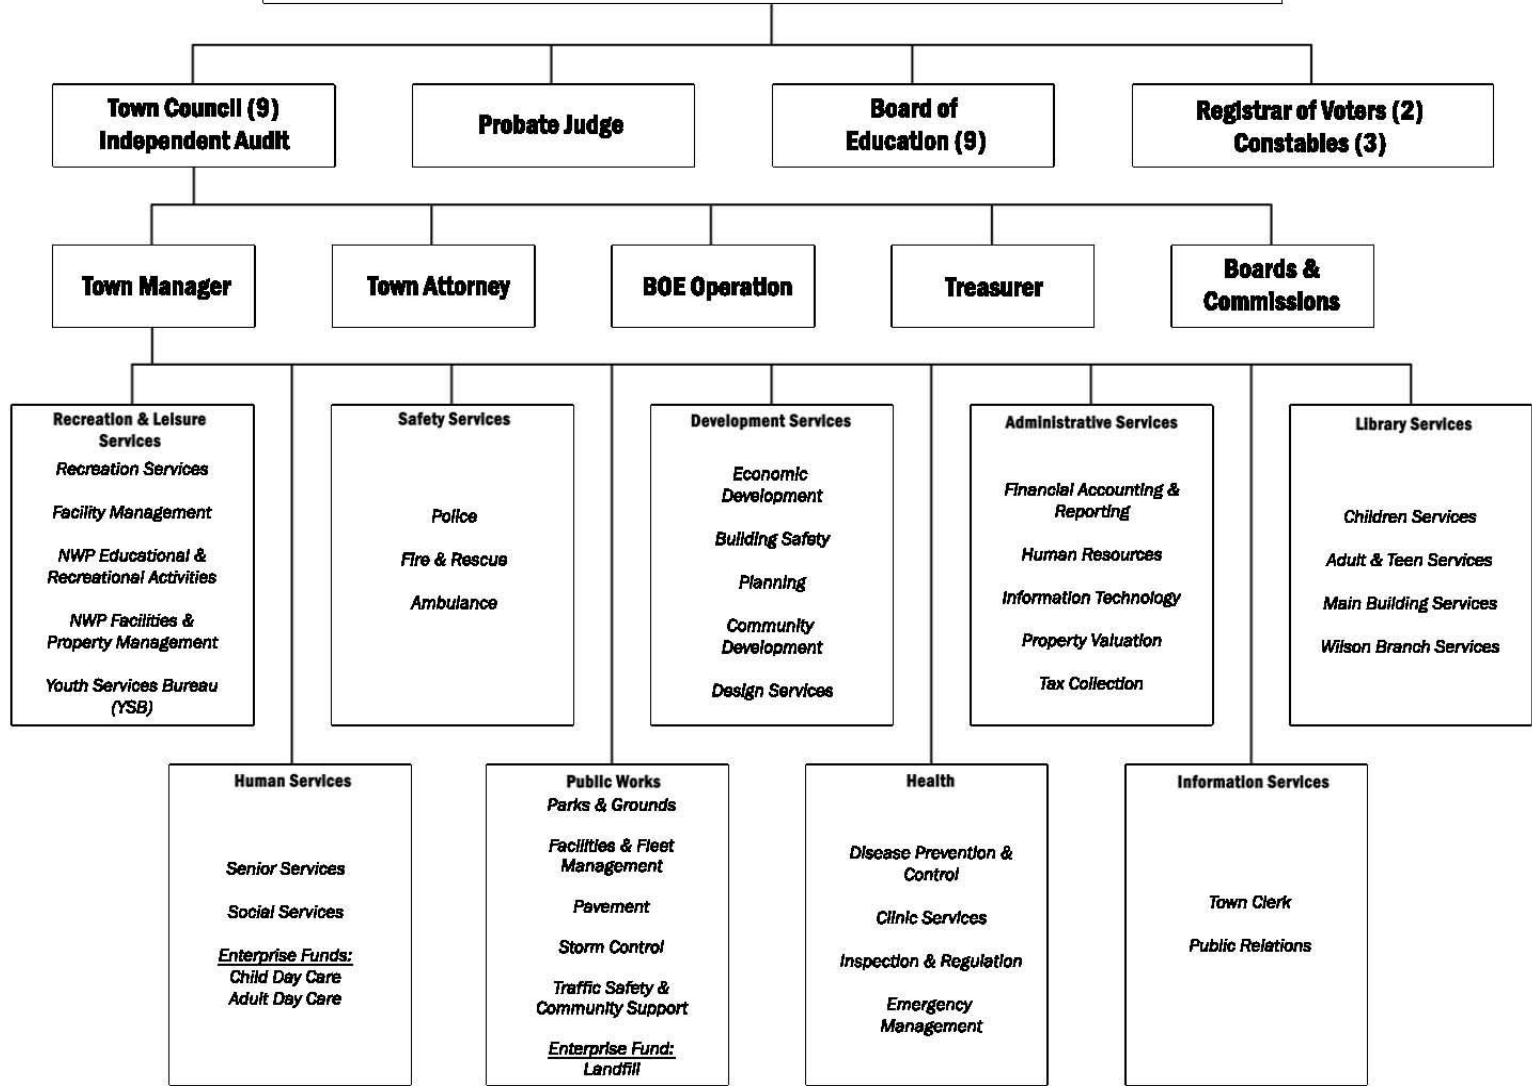 Town Council (9)
Independent Audit
Probate Judge
Board of
Education (9)
Registrar of Voters (2)
Constables (3)
Town Manager
Town Attorney
BOE Operation
Treasurer
Boards &
Commissions
Recreation & Leisure
Services
Recreation Services
Facility Management
NWP Educational &
Recreational Activities
NWP Facilities &
Property Management
Youth Services Bureau
(YSB)
Safety Services
Police
Fire & Rescue
Ambulance
Development Services
Economic
Development
Building Safety
Planning
Community
Development
Design Services
Administrative Services
Financial Accounting &
Reporting
Human Resources
Information Technology
Property Valuation
Tax Collection
Library Services
Children Services
Adult & Teen Services
Main Building Services
Wilson Branch Services
Human Services
Senior Services
Social Services
Enterprise Funds:
Child Day Care
Adult Day Care
Public Works
Parks & Grounds
Facilities & Fleet
Management
Pavement
Storm Control
Traffic Safety &
Community Support
Enterprise Fund:
Landfill
Health
Disease Prevention &
Control
Clinic Services
Inspection & Regulation
Emergency
Management
Information Services
Town Clerk
Public Relations